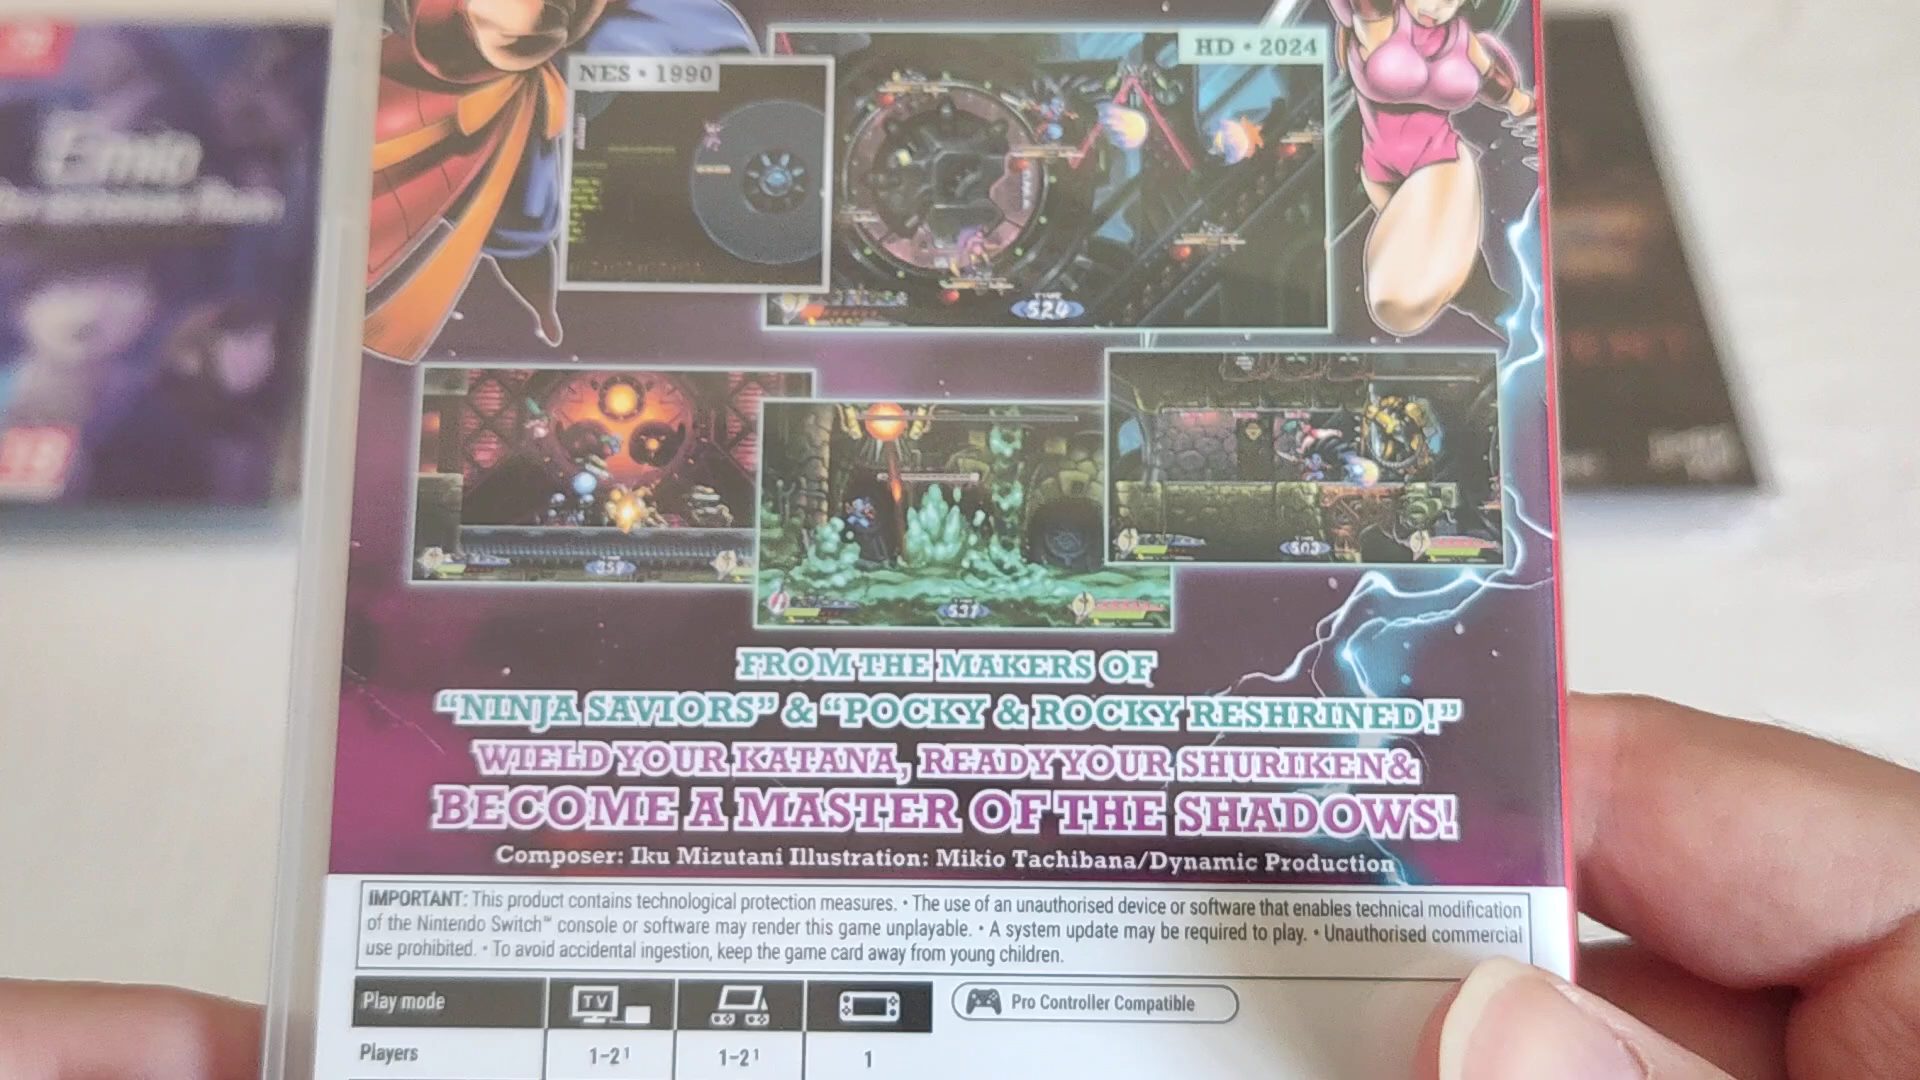 NES • 1990
HD • 2024
TIME
524
357
531
503
FROM THE MAKERS OF
“NINJA SAVIORS” & “POCKY & ROCKY RESHRINED!”
WIELD YOUR KATANA, READY YOUR SHURIKEN &
BECOME A MASTER OF THE SHADOWS!
Composer: Iku Mizutani Illustration: Mikio Tachibana/Dynamic Production
IMPORTANT: This product contains technological protection measures. • The use of an unauthorised device or software that enables technical modification
of the Nintendo Switch™ console or software may render this game unplayable. • A system update may be required to play. • Unauthorised commercial
use prohibited. • To avoid accidental ingestion, keep the game card away from young children.
Play mode
TV
Pro Controller Compatible
Players
1-2¹
1-2¹
1